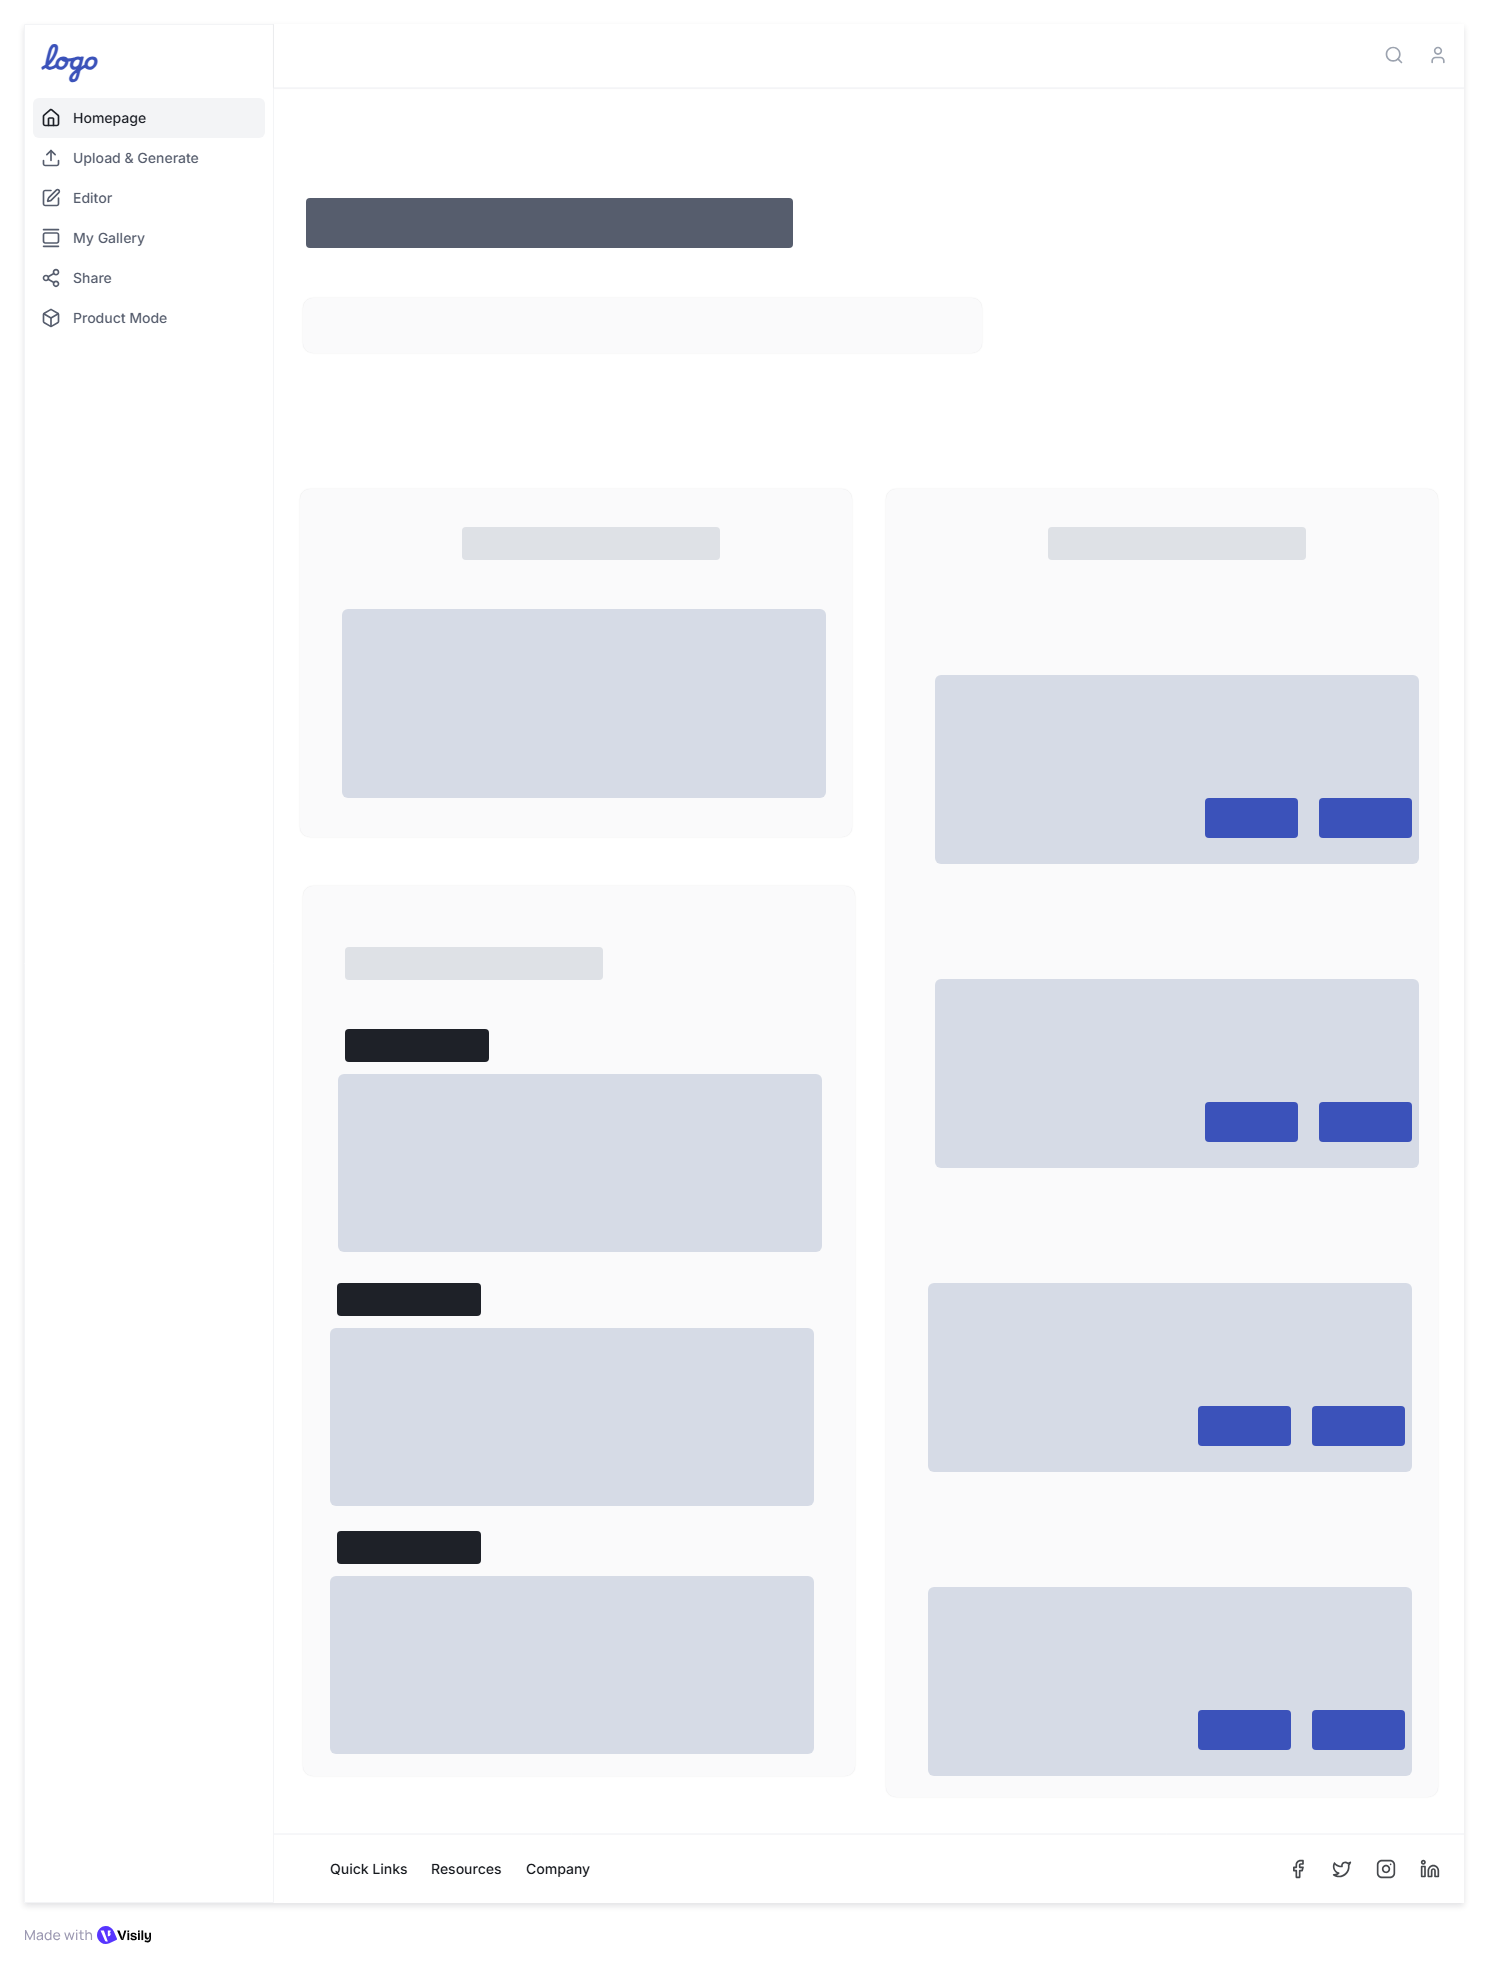 logo
Homepage
Upload & Generate
Editor
My Gallery
Share
Product Mode
Quick Links Resources Company
Made with Visily